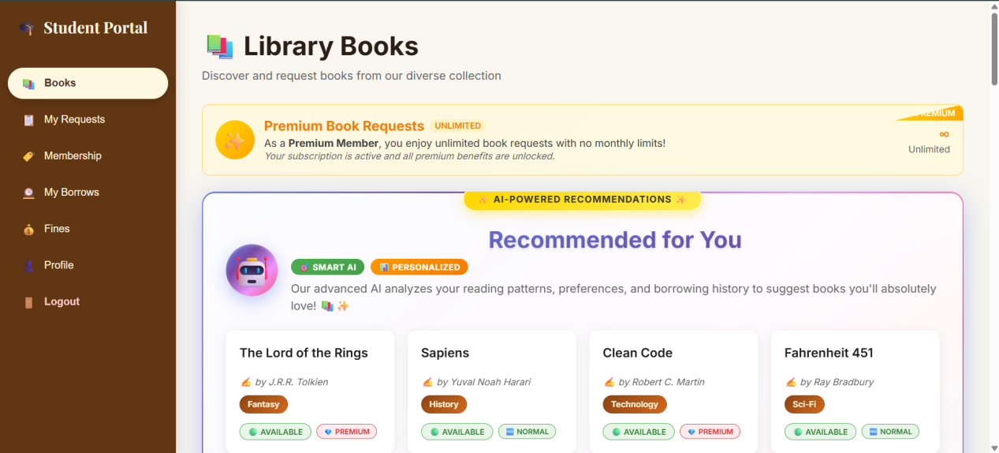 Student Portal
Books
My Requests
Membership
My Borrows
Fines
Profile
Logout
Library Books
Discover and request books from our diverse collection
Premium Book Requests UNLIMITED
As a Premium Member, you enjoy unlimited book requests with no monthly limits!
Your subscription is active and all premium benefits are unlocked.
PREMIUM
∞
Unlimited
AI-POWERED RECOMMENDATIONS
Recommended for You
SMART AI PERSONALIZED
Our advanced AI analyzes your reading patterns, preferences, and borrowing history to suggest books you'll absolutely
love!
The Lord of the Rings
by J.R.R. Tolkien
Fantasy
AVAILABLE PREMIUM
Sapiens
by Yuval Noah Harari
History
AVAILABLE NORMAL
Clean Code
by Robert C. Martin
Technology
AVAILABLE PREMIUM
Fahrenheit 451
by Ray Bradbury
Sci-Fi
AVAILABLE NORMAL